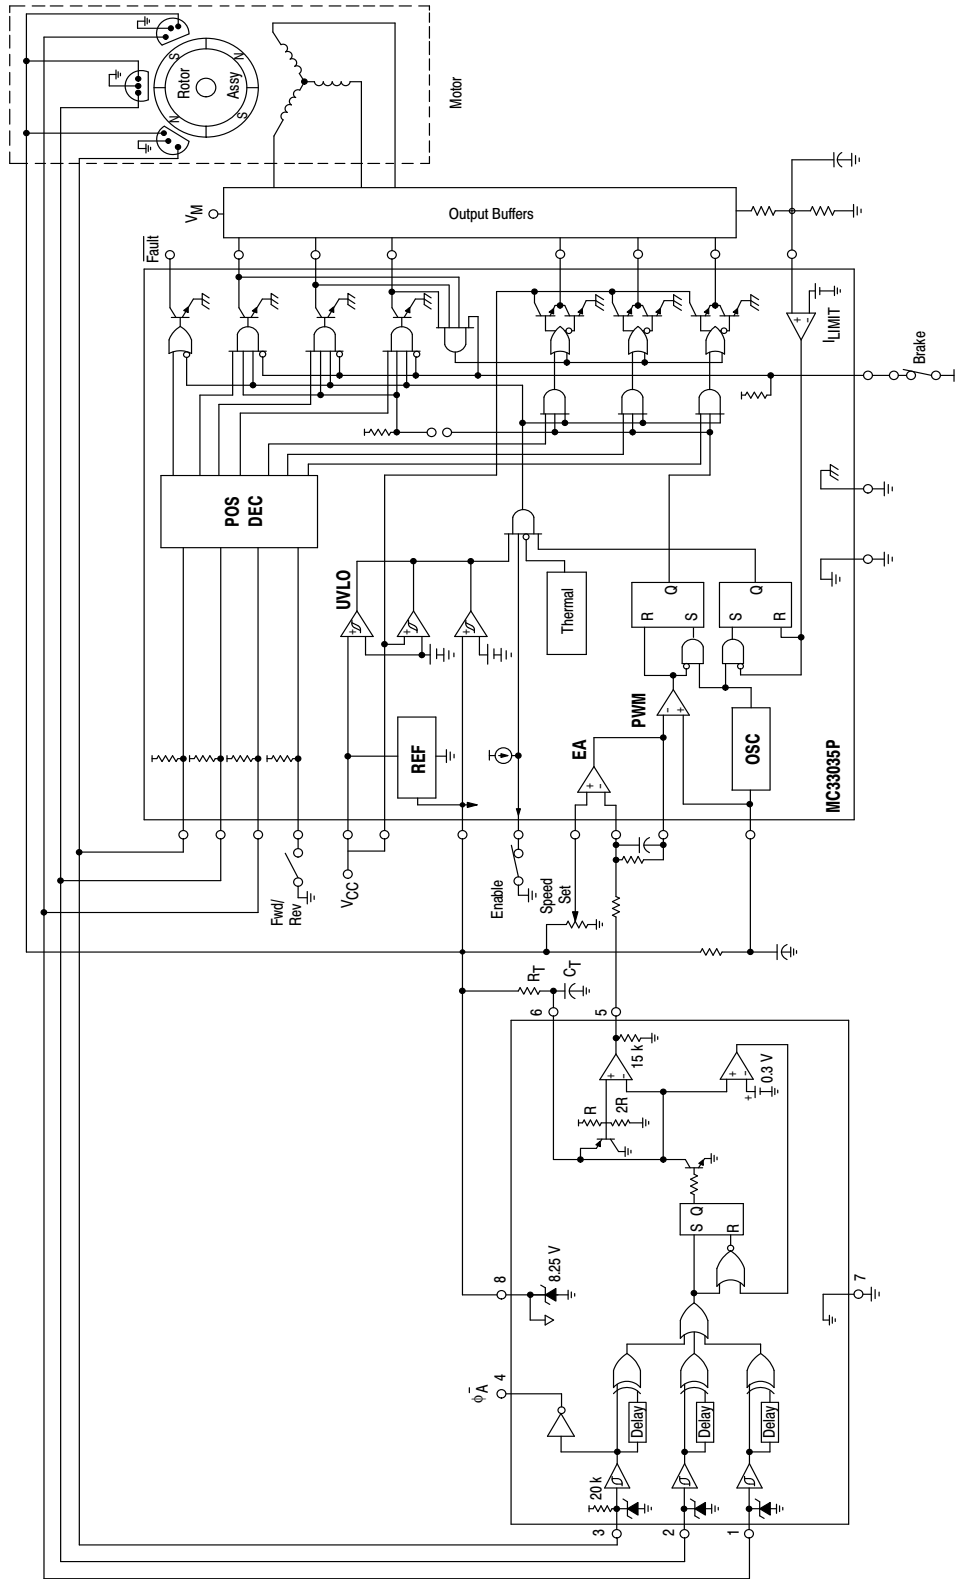 S
N
Rotor
Assy
N
S
Motor
VM
Output Buffers
Fault
ILIMIT
Brake
POS
DEC
UVLO
Thermal
REF
EA
PWM
OSC
R
Q
S
S
Q
R
MC33035P
Fwd/
Rev
VCC
Enable
Speed
Set
RT
CT
6
5
15 k
R
2R
0.3 V
S Q
R
8
8.25 V
7
4
ϕ̅A
Delay
Delay
Delay
20 k
3
2
1
+
-
+
-
-
+
+
-
+
-
+